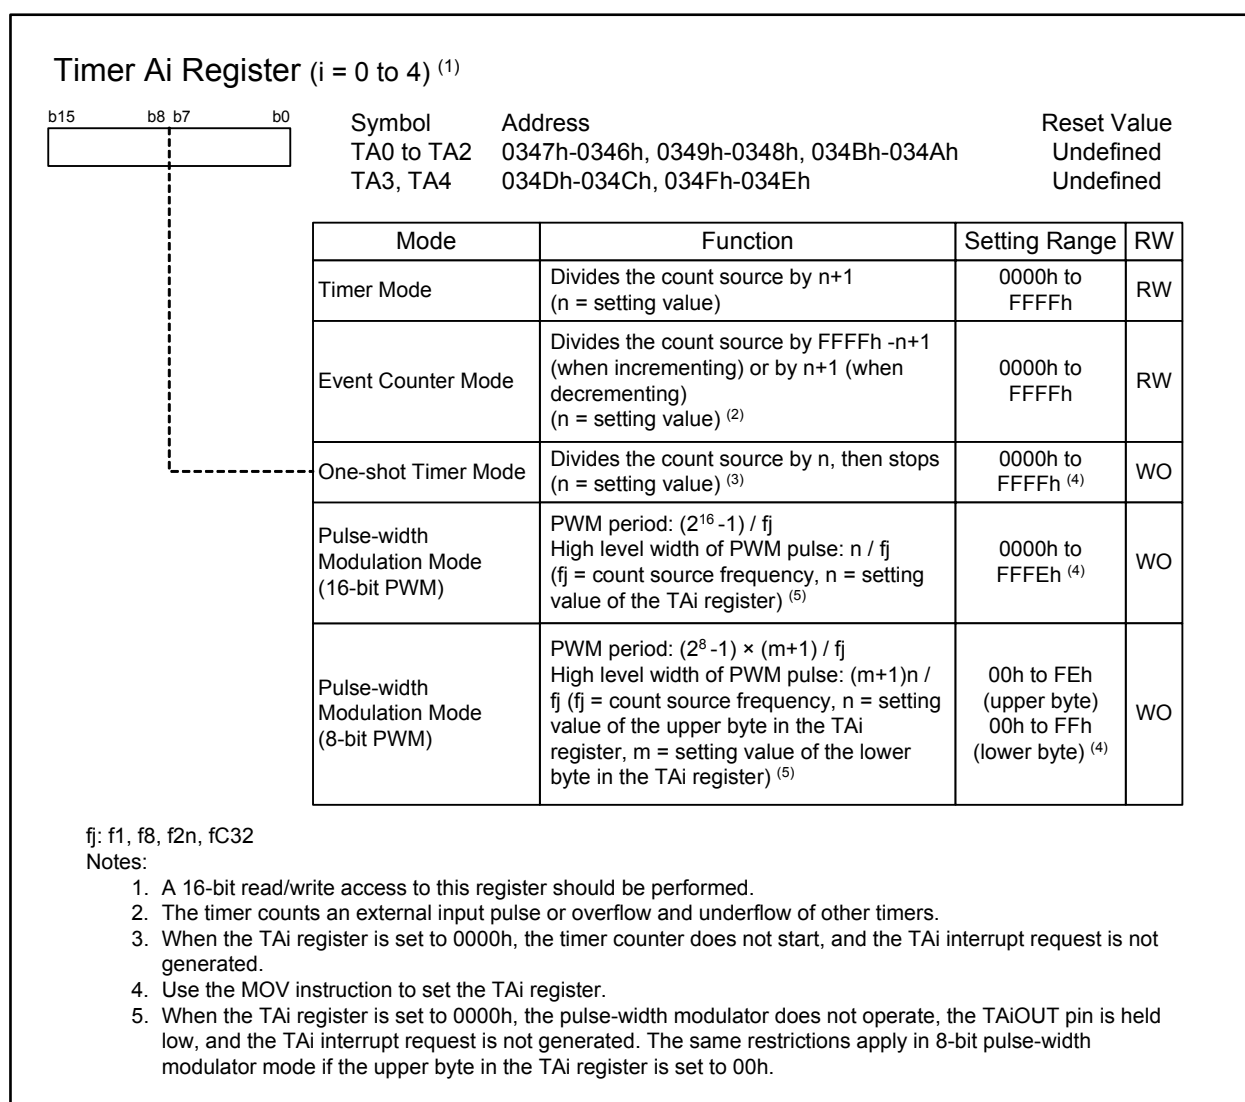 Timer Ai Register (i = 0 to 4) (1)
b15 b8 b7 b0
Symbol Address Reset Value
TA0 to TA2 0347h-0346h, 0349h-0348h, 034Bh-034Ah Undefined
TA3, TA4 034Dh-034Ch, 034Fh-034Eh Undefined
Mode Function Setting Range RW
Timer Mode
Divides the count source by n+1
(n = setting value)
0000h to
FFFFh
RW
Event Counter Mode
Divides the count source by FFFFh -n+1
(when incrementing) or by n+1 (when
decrementing)
(n = setting value) (2)
0000h to
FFFFh
RW
One-shot Timer Mode
Divides the count source by n, then stops
(n = setting value) (3)
0000h to
FFFFh (4)
WO
Pulse-width
Modulation Mode
(16-bit PWM)
PWM period: (2^16 -1) / fj
High level width of PWM pulse: n / fj
(fj = count source frequency, n = setting
value of the TAi register) (5)
0000h to
FFFEh (4)
WO
Pulse-width
Modulation Mode
(8-bit PWM)
PWM period: (2^8 -1) × (m+1) / fj
High level width of PWM pulse: (m+1)n /
fj (fj = count source frequency, n = setting
value of the upper byte in the TAi
register, m = setting value of the lower
byte in the TAi register) (5)
00h to FEh
(upper byte)
00h to FFh
(lower byte) (4)
WO
fj: f1, f8, f2n, fC32
Notes:
1. A 16-bit read/write access to this register should be performed.
2. The timer counts an external input pulse or overflow and underflow of other timers.
3. When the TAi register is set to 0000h, the timer counter does not start, and the TAi interrupt request is not
generated.
4. Use the MOV instruction to set the TAi register.
5. When the TAi register is set to 0000h, the pulse-width modulator does not operate, the TAiOUT pin is held
low, and the TAi interrupt request is not generated. The same restrictions apply in 8-bit pulse-width
modulator mode if the upper byte in the TAi register is set to 00h.